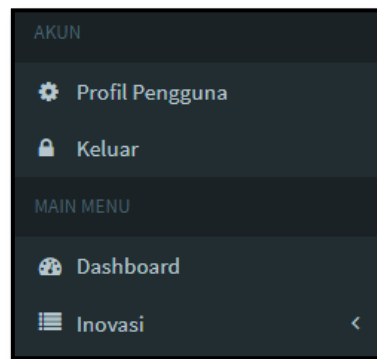 AKUN
Profil Pengguna
Keluar
MAIN MENU
Dashboard
Inovasi